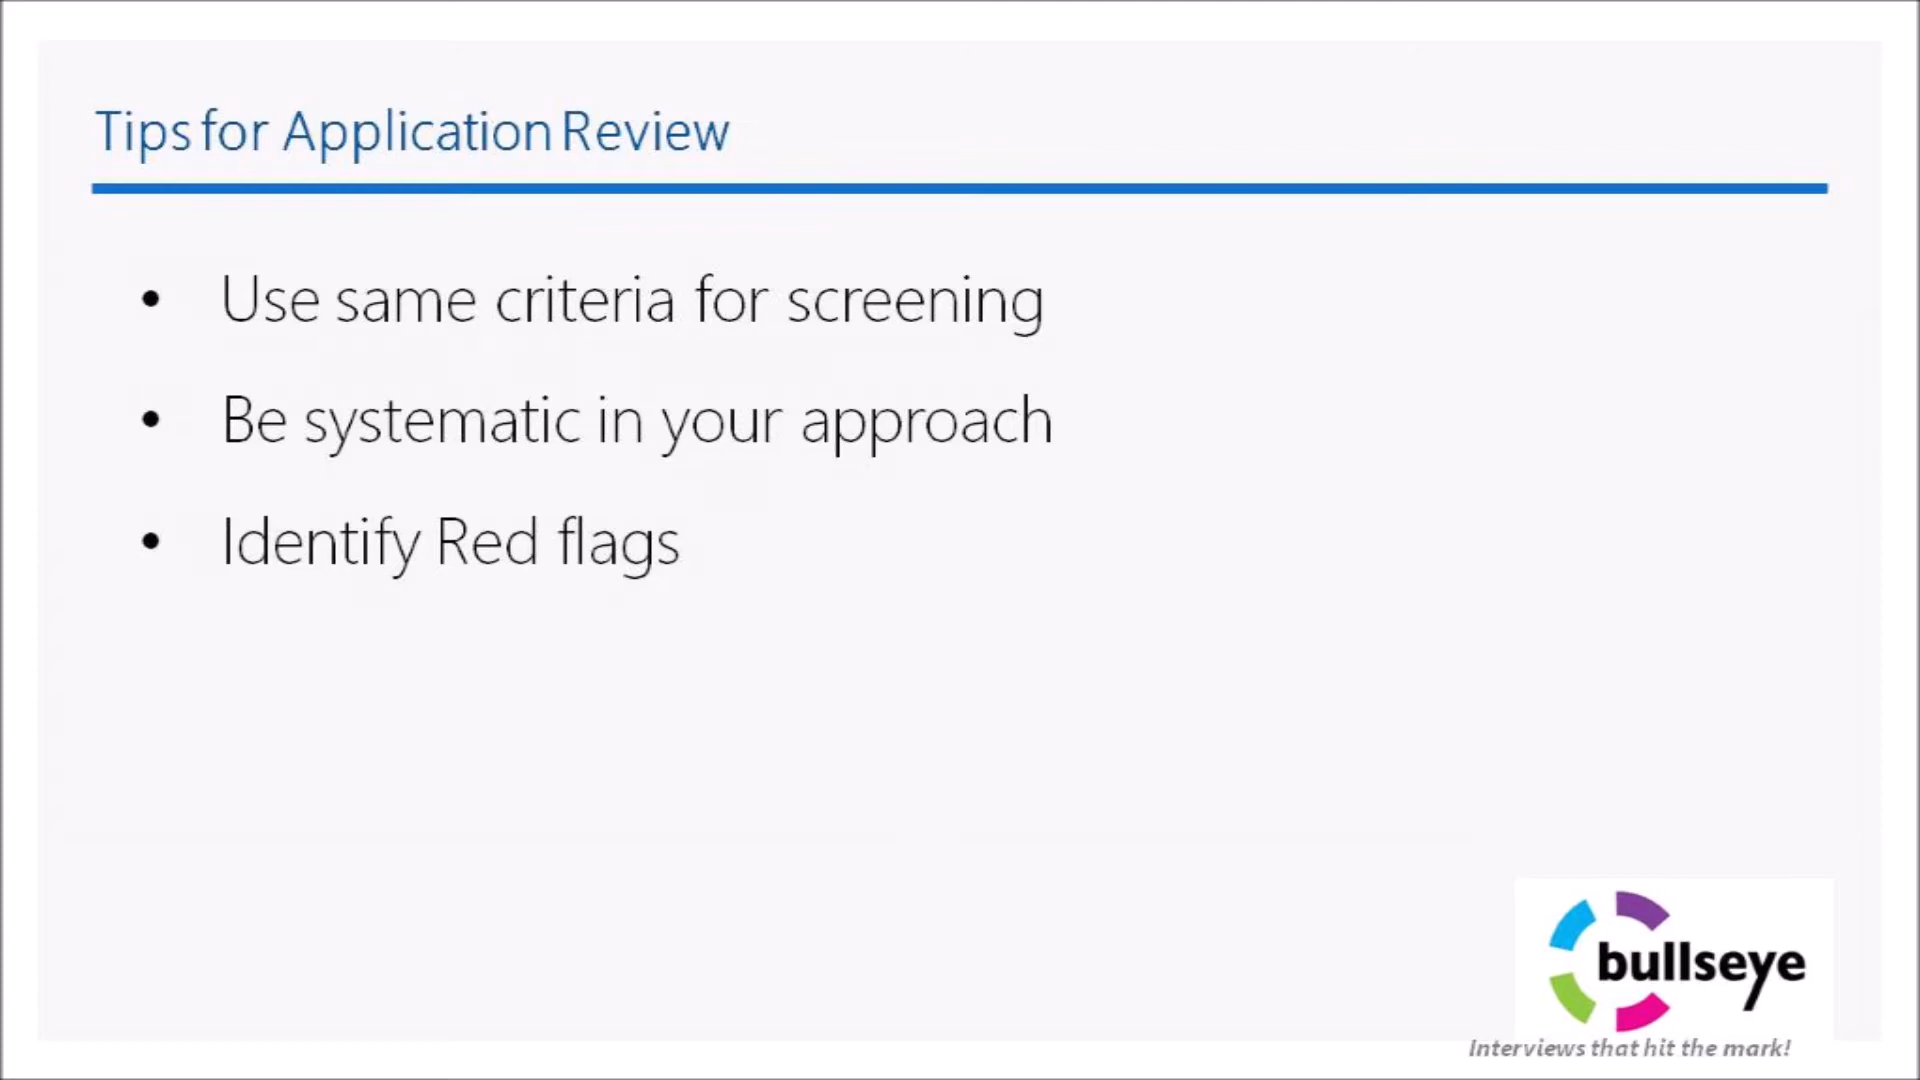 Tips for Application Review
• Use same criteria for screening
• Be systematic in your approach
• Identify Red flags
bullseye
Interviews that hit the mark!